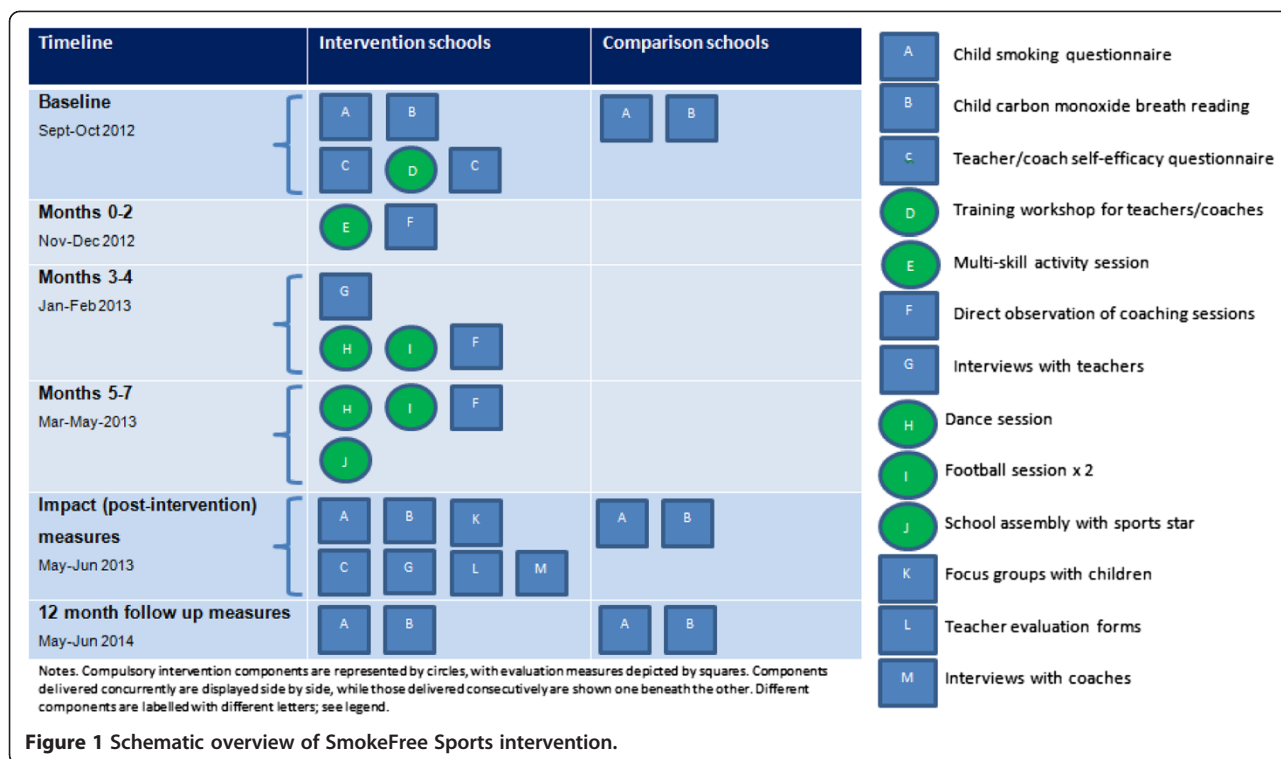 Timeline Intervention schools Comparison schools
Baseline
Sept-Oct 2012
A B A B
C D C
Months 0-2
Nov-Dec 2012
E F
Months 3-4
Jan-Feb 2013
G
H I F
Months 5-7
Mar-May-2013
H I F
J
Impact (post-intervention)
measures
May-Jun 2013
A B K A B
C G L M
12 month follow up measures
May-Jun 2014
A B A B
A Child smoking questionnaire
B Child carbon monoxide breath reading
c Teacher/coach self-efficacy questionnaire
D Training workshop for teachers/coaches
E Multi-skill activity session
F Direct observation of coaching sessions
G Interviews with teachers
H Dance session
I Football session x 2
J School assembly with sports star
K Focus groups with children
L Teacher evaluation forms
M Interviews with coaches
Notes. Compulsory intervention components are represented by circles, with evaluation measures depicted by squares. Components
delivered concurrently are displayed side by side, while those delivered consecutively are shown one beneath the other. Different
components are labelled with different letters; see legend.
Figure 1 Schematic overview of SmokeFree Sports intervention.